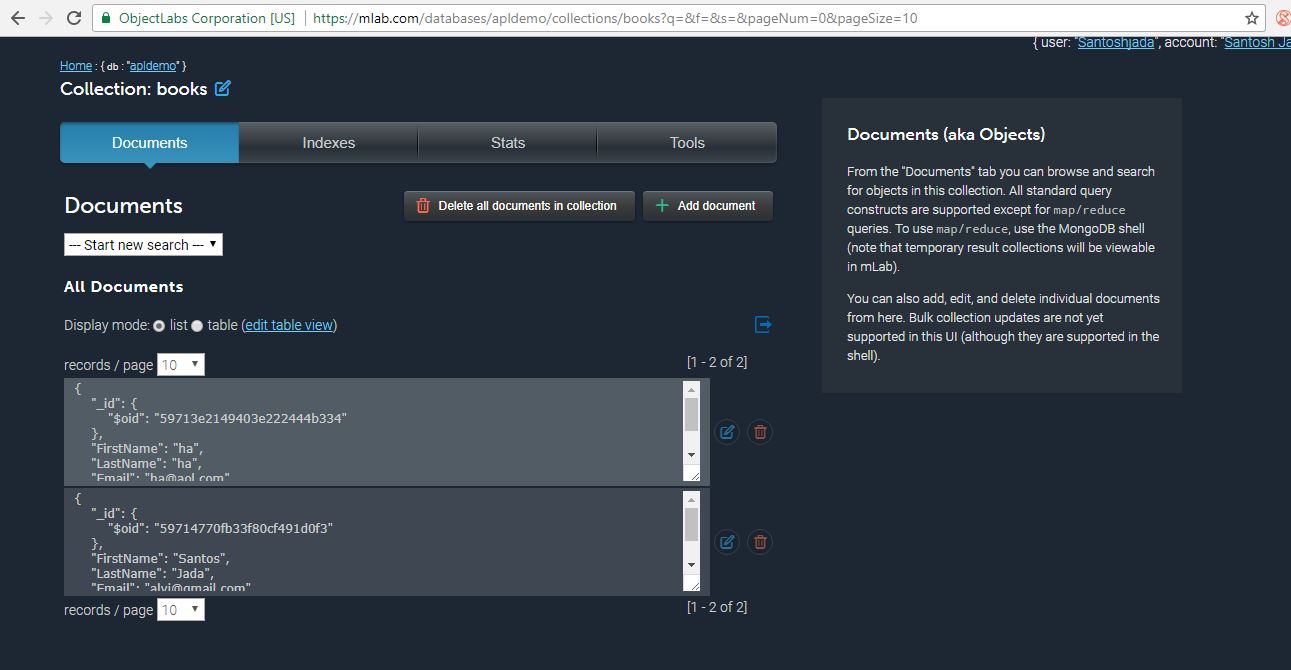 ObjectLabs Corporation [US] https://mlab.com/databases/apldemo/collections/books?q=&f=&s=&pageNum=0&pageSize=10
{ user: "Santoshjada", account: "Santosh Ja
Home : { db : "apldemo" }
Collection: books
Documents Indexes Stats Tools
Documents
Delete all documents in collection
Add document
--- Start new search ---
All Documents
Display mode: list table (edit table view)
records / page 10
[1 - 2 of 2]
{
"_id": {
"$oid": "59713e2149403e222444b334"
},
"FirstName": "ha",
"LastName": "ha",
"Email": "ha@aol.com"
{
"_id": {
"$oid": "59714770fb33f80cf491d0f3"
},
"FirstName": "Santos",
"LastName": "Jada",
"Email": "alvi@gmail.com"
records / page 10
[1 - 2 of 2]
Documents (aka Objects)
From the "Documents" tab you can browse and search
for objects in this collection. All standard query
constructs are supported except for map/reduce
queries. To use map/reduce, use the MongoDB shell
(note that temporary result collections will be viewable
in mLab).
You can also add, edit, and delete individual documents
from here. Bulk collection updates are not yet
supported in this UI (although they are supported in the
shell).